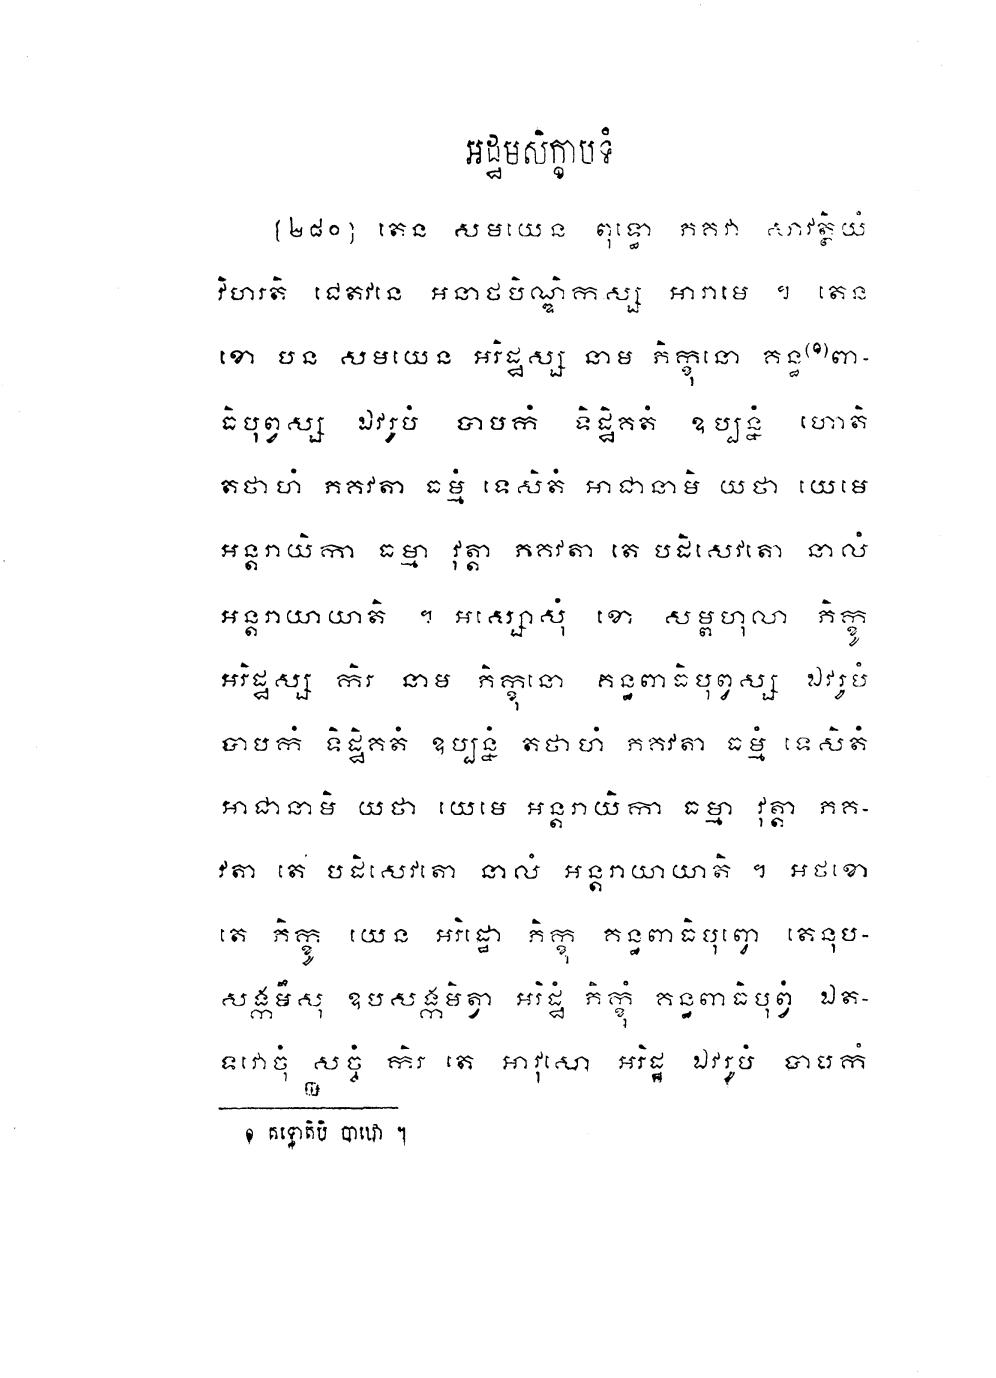 អដ្ឋមសិក្ខាបទំ
(២៨០) តេន សមយេន ពុទ្ធោ ភគវា សាវត្ថិយំ
វិហរតិ ជេតវនេ អនាថបិណ្ឌិកស្ស អារាមេ ។ តេន
ខោ បន សមយេន អរិដ្ឋស្ស នាម ភិក្ខុនោ គន្ធ(១)ពា-
ធិបុព្វស្ស ឯវរូបំ បាបកំ ទិដ្ឋិគតំ ឧប្បន្នំ ហោតិ
តថាហំ ភគវតា ធម្មំ ទេសិតំ អាជានាមិ យថា យេមេ
អន្តរាយិកា ធម្មា វុត្តា ភគវតា តេ បដិសេវតោ នាលំ
អន្តរាយាយាតិ ។ អស្សោសុំ ខោ សម្ពហុលា ភិក្ខូ
អរិដ្ឋស្ស កិរ នាម ភិក្ខុនោ គន្ធពាធិបុព្វស្ស ឯវរូបំ
បាបកំ ទិដ្ឋិគតំ ឧប្បន្នំ តថាហំ ភគវតា ធម្មំ ទេសិតំ
អាជានាមិ យថា យេមេ អន្តរាយិកា ធម្មា វុត្តា ភគ-
វតា តេ បដិសេវតោ នាលំ អន្តរាយាយាតិ ។ អថខោ
តេ ភិក្ខូ យេន អរិដ្ឋោ ភិក្ខុ គន្ធពាធិបុព្វោ តេនុប-
សង្កមឹសុ ឧបសង្កមិត្វា អរិដ្ឋំ ភិក្ខុំ គន្ធពាធិបុព្វំ ឯត-
ទវោចុំ សច្ចំ កិរ តេ អាវុសោ អរិដ្ឋ ឯវរូបំ បាបកំ
១ គទ្ធោតិបិ បាឋោ ។